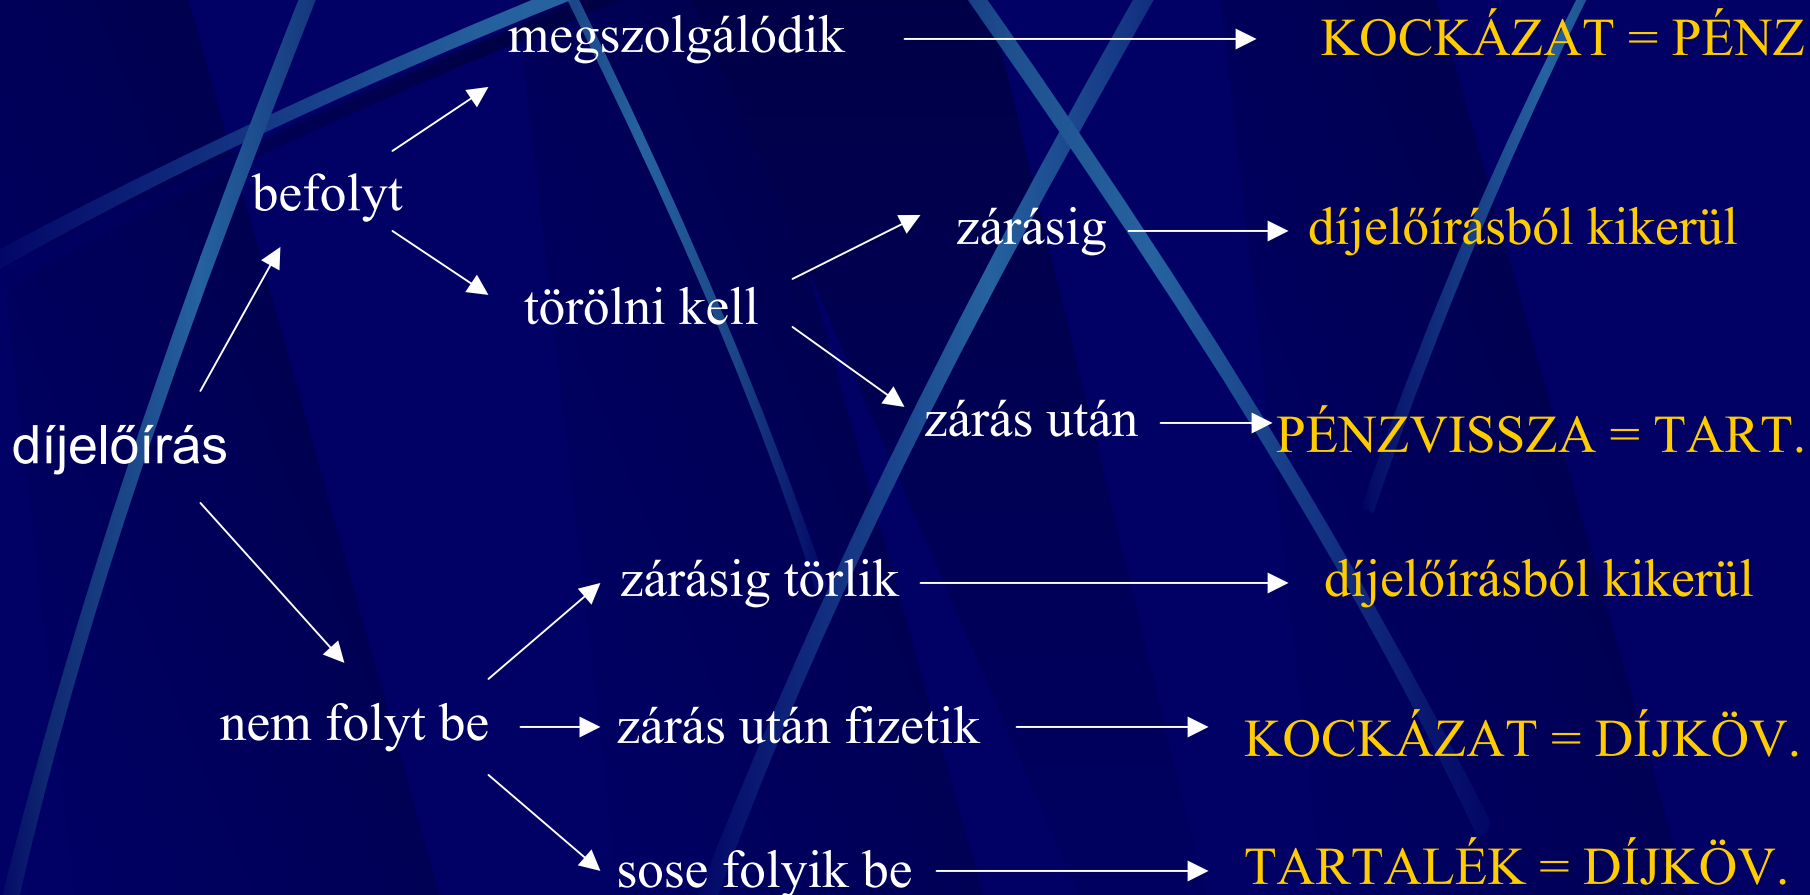 megszolgálódik KOCKÁZAT = PÉNZ
befolyt
zárásig díjelőírásból kikerül
törölni kell
zárás után PÉNZVISSZA = TART.
díjelőírás
zárásig törlik díjelőírásból kikerül
nem folyt be zárás után fizetik KOCKÁZAT = DÍJKÖV.
sose folyik be TARTALÉK = DÍJKÖV.